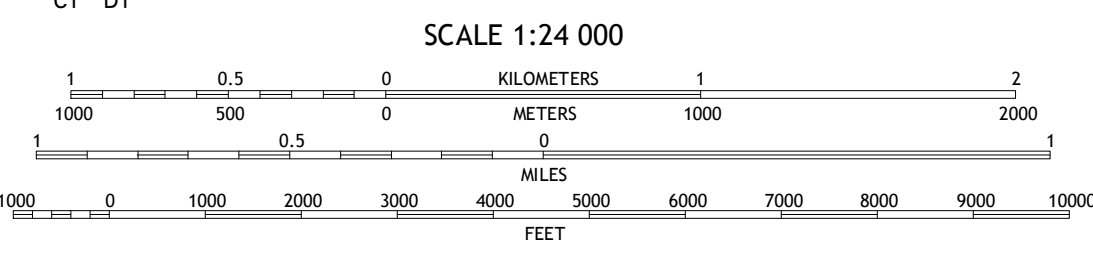 SCALE 1:24 000
1 0.5 0 KILOMETERS 1 2
1000 500 0 METERS 1000 2000
1 0.5 0 1
MILES
1000 0 1000 2000 3000 4000 5000 6000 7000 8000 9000 10000
FEET